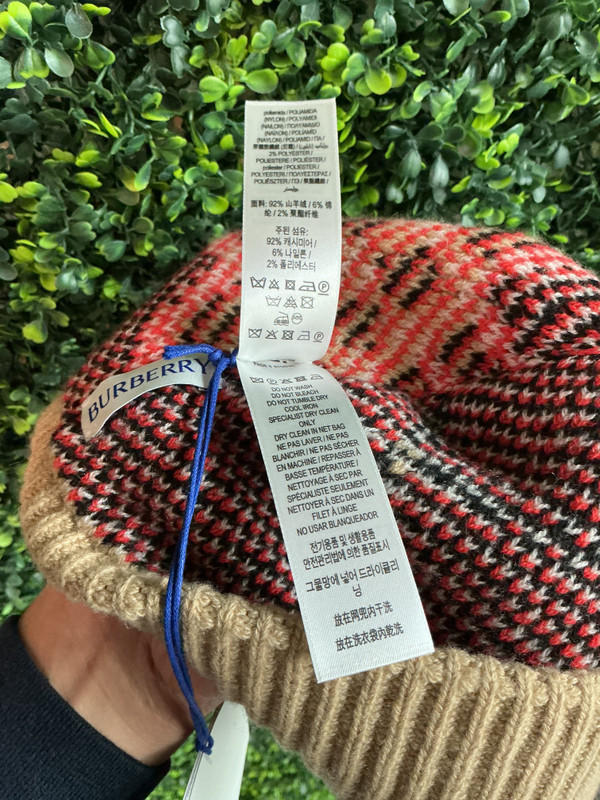 poliamida / POLIAMIDA
(NYLON) / POLYAMID
(NAILON) / ПОЛИАМИД
2% POLYESTER /
POLIESTERE / POLIÉSTER /
poliéster / POLIESTER
面料: 92% 山羊绒 / 6% 锦
纶 / 2% 聚酯纤维
주된 섬유:
92% 캐시미어 /
6% 나일론 /
2% 폴리에스터
BURBERRY
DO NOT WASH
DO NOT BLEACH
DO NOT TUMBLE DRY
COOL IRON
SPECIALIST DRY CLEAN
ONLY
DRY CLEAN IN NET BAG
NE PAS LAVER / NE PAS
BLANCHIR / NE PAS SÉCHER
EN MACHINE / REPASSER /
BASSE TEMPÉRATURE /
NETTOYAGE À SEC PAR
SPÉCIALISTE SEULEMENT
NETTOYER À SEC DANS UN
FILET À LINGE
NO USAR BLANQUEADOR
전기용품 및 생활용품
안전관리법에 의한 품질표시
그물망에 넣어 드라이클리
닝
放在网兜内干洗
放在洗衣袋內乾洗